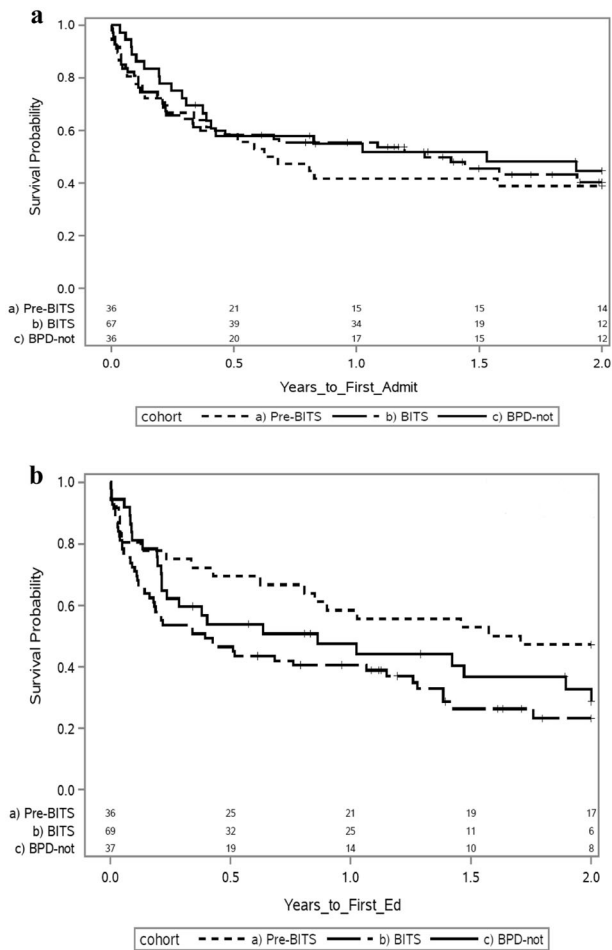 a
1.0
0.8
0.6
0.4
0.2
0.0
Survival Probability
a) Pre-BITS 36 21 15 15 14
b) BITS 67 39 34 19 12
c) BPD-not 36 20 17 15 12
0.0 0.5 1.0 1.5 2.0
Years_to_First_Admit
cohort a) Pre-BITS b) BITS c) BPD-not
b
1.0
0.8
0.6
0.4
0.2
0.0
Survival Probability
a) Pre-BITS 36 25 21 19 17
b) BITS 69 32 25 11 6
c) BPD-not 37 19 14 10 8
0.0 0.5 1.0 1.5 2.0
Years_to_First_Ed
cohort a) Pre-BITS b) BITS c) BPD-not